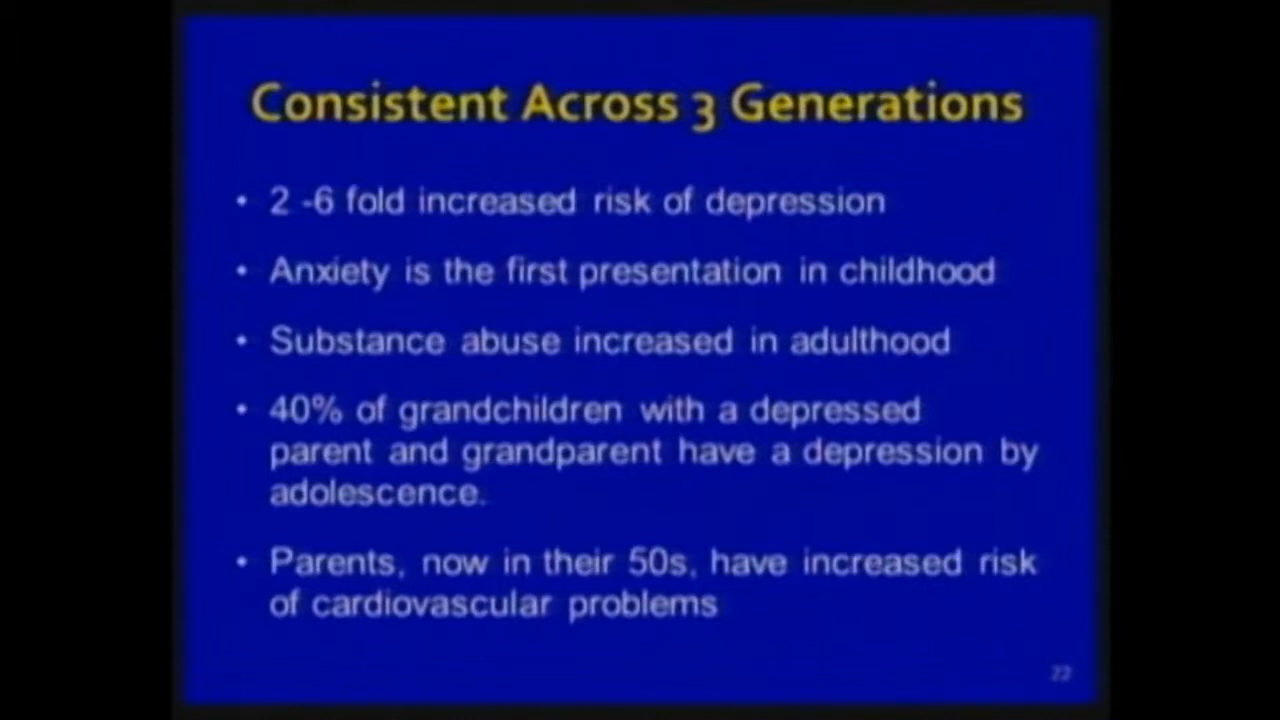 Consistent Across 3 Generations
• 2 -6 fold increased risk of depression
• Anxiety is the first presentation in childhood
• Substance abuse increased in adulthood
• 40% of grandchildren with a depressed
parent and grandparent have a depression by
adolescence.
• Parents, now in their 50s, have increased risk
of cardiovascular problems
22